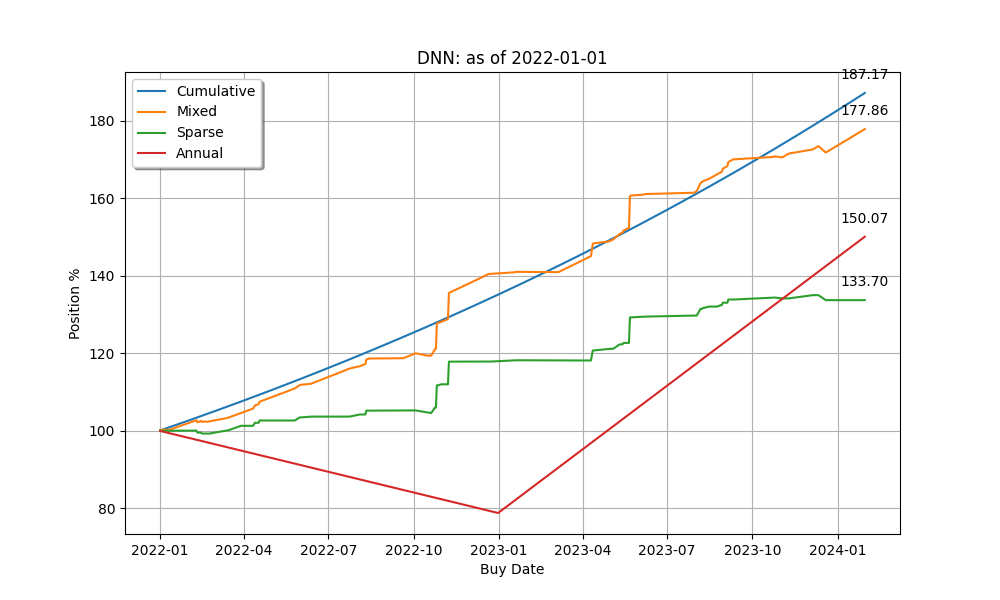 DNN: as of 2022-01-01
187.17
Cumulative
Mixed
Sparse
Annual
177.86
180
160
150.07
140
133.70
120
100
80
Position %
2022-01 2022-04 2022-07 2022-10 2023-01 2023-04 2023-07 2023-10 2024-01
Buy Date